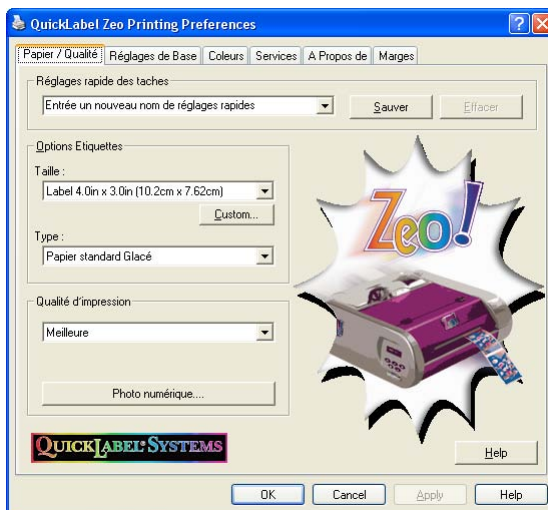 QuickLabel Zeo Printing Preferences
Papier / Qualité Réglages de Base Coleurs Services A Propos de Marges
Réglages rapide des taches
Entrée un nouveau nom de réglages rapides Sauver Effacer
Options Etiquettes
Taille :
Label 4.0in x 3.0in (10.2cm x 7.62cm)
Custom...
Type :
Papier standard Glacé
Zeo!
Qualité d'impression
Meilleure
Photo numérique....
QUICKLABEL SYSTEMS
Help
OK Cancel Apply Help